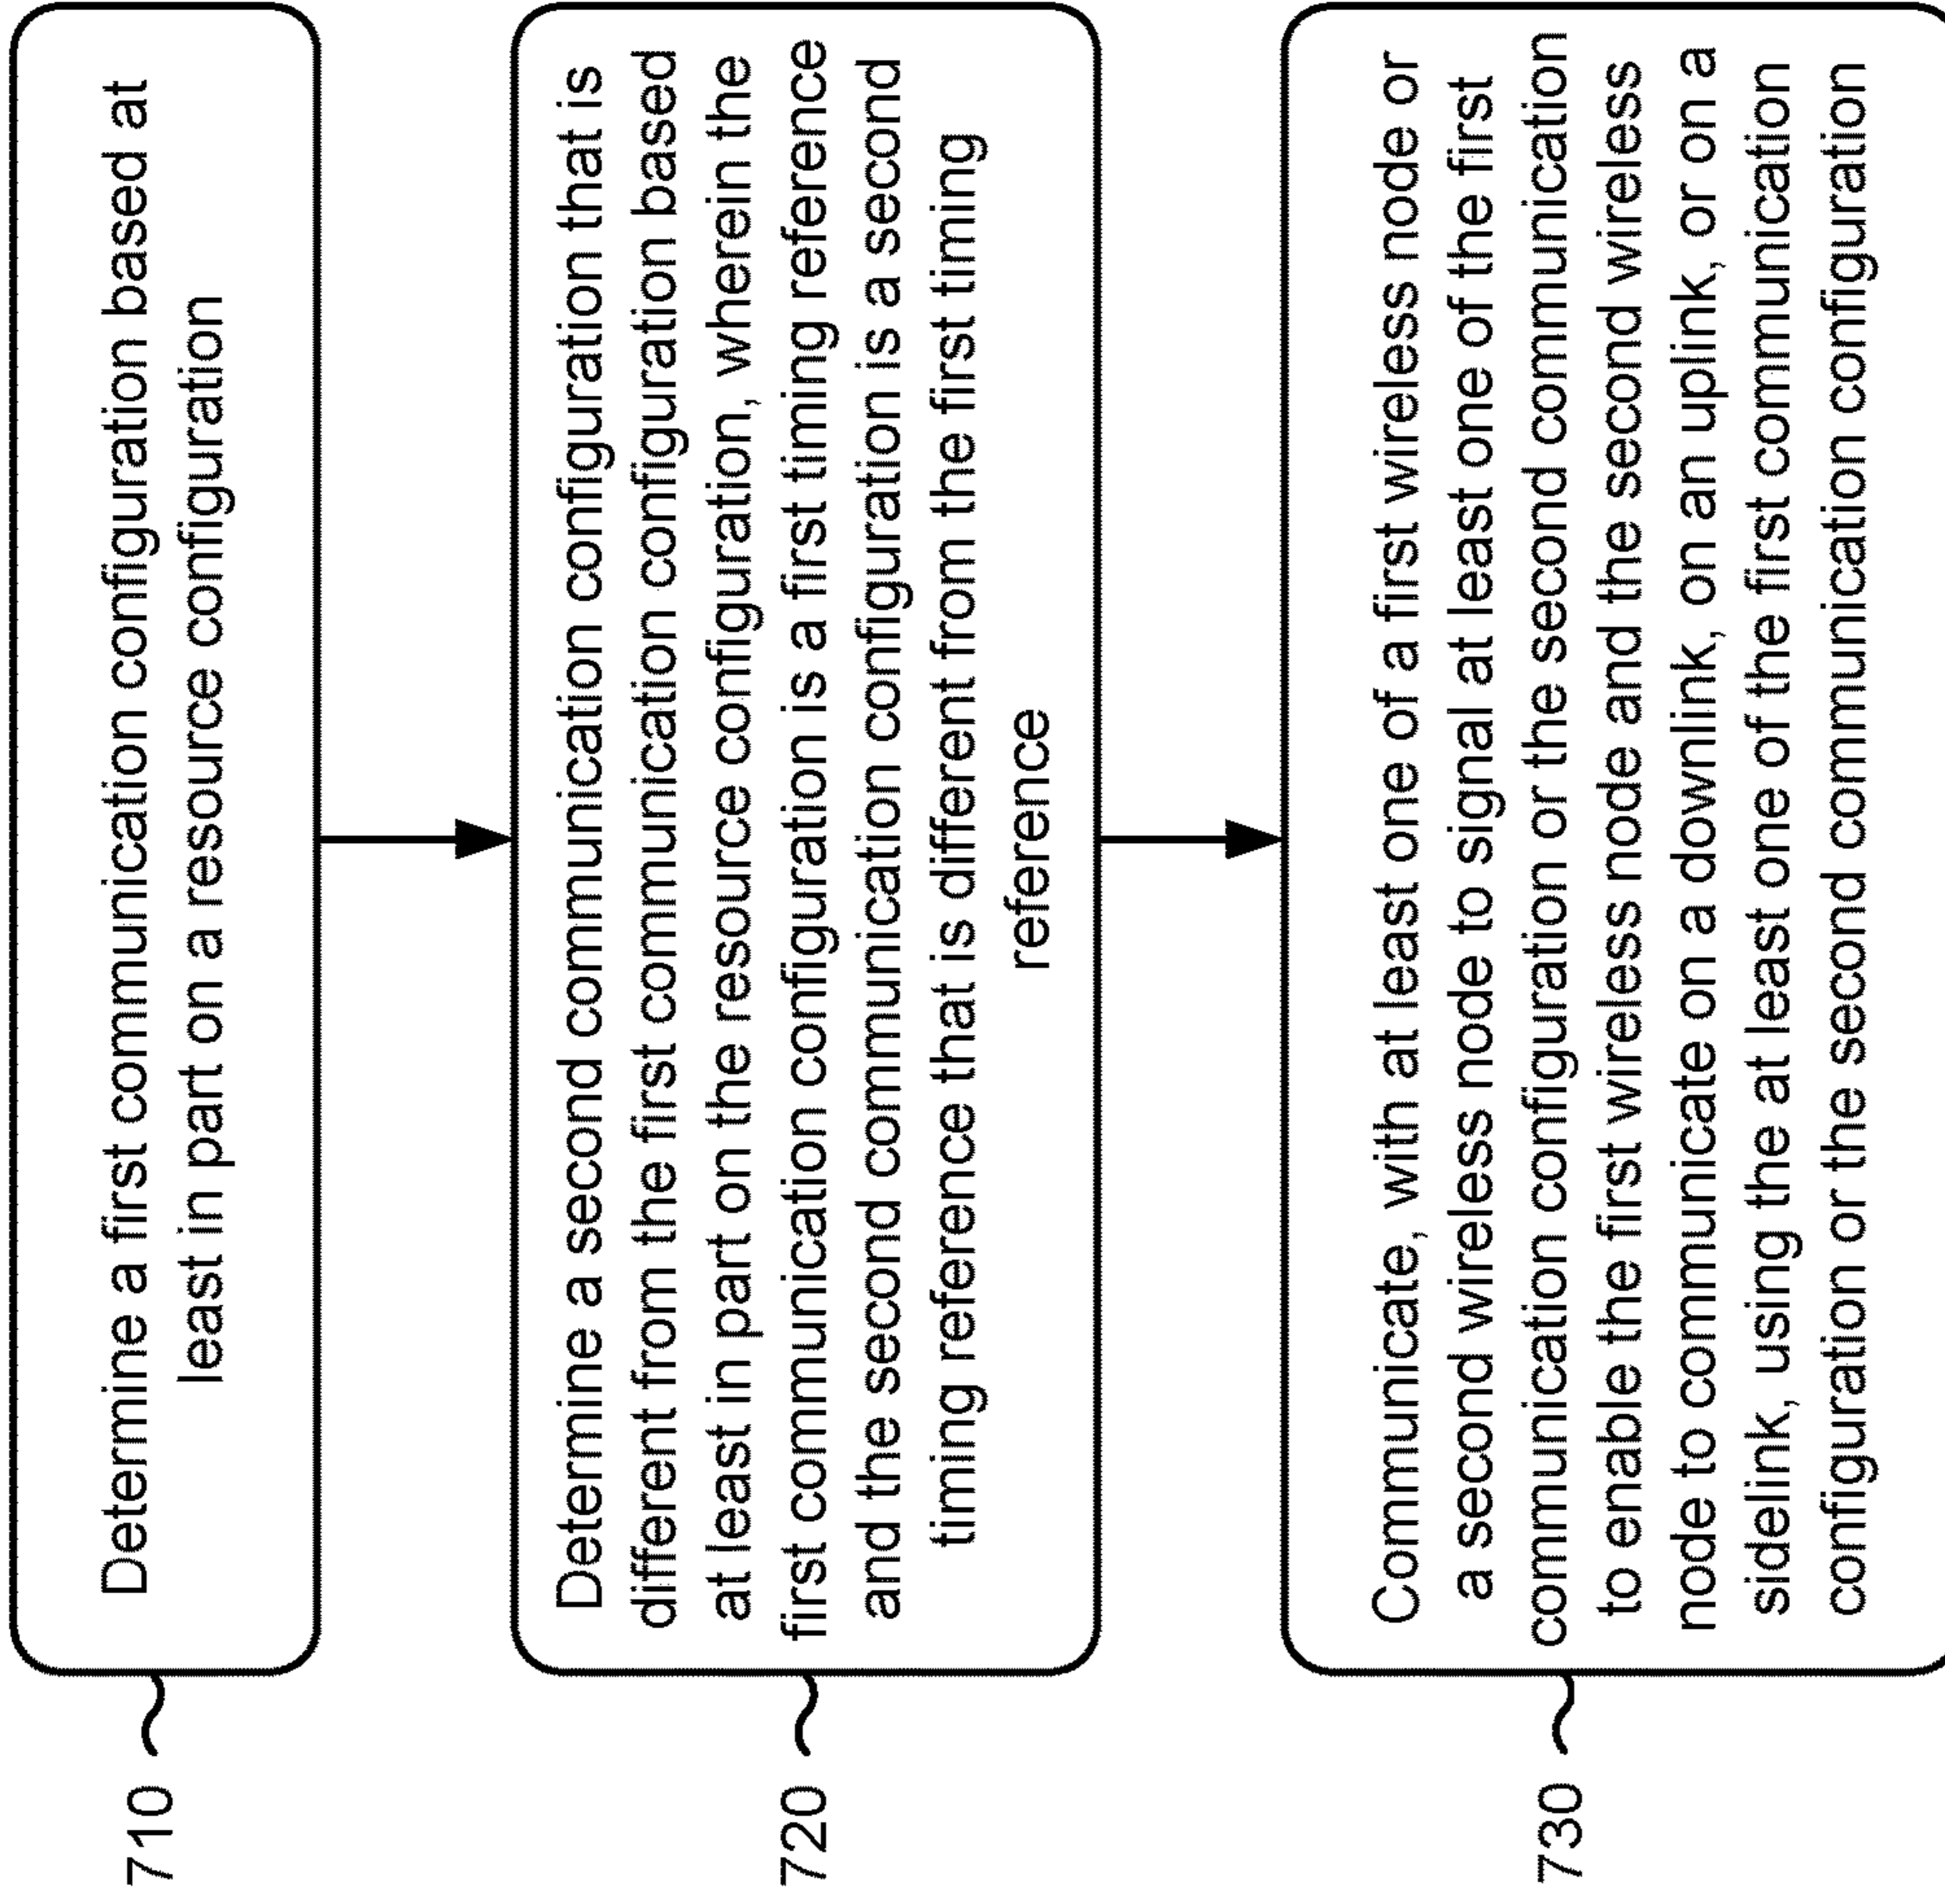 710
Determine a first communication configuration based at
least in part on a resource configuration
720
Determine a second communication configuration that is
different from the first communication configuration based
at least in part on the resource configuration, wherein the
first communication configuration is a first timing reference
and the second communication configuration is a second
timing reference that is different from the first timing
reference
730
Communicate, with at least one of a first wireless node or
a second wireless node to signal at least one of the first
communication configuration or the second communication
to enable the first wireless node and the second wireless
node to communicate on a downlink, on an uplink, or on a
sidelink, using the at least one of the first communication
configuration or the second communication configuration